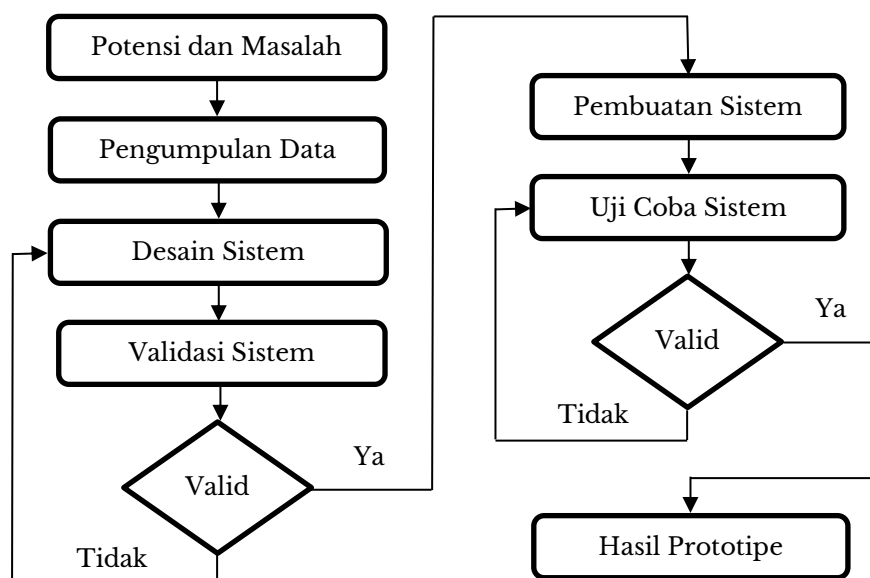 Potensi dan Masalah
Pengumpulan Data
Desain Sistem
Validasi Sistem
Valid
Ya
Tidak
Pembuatan Sistem
Uji Coba Sistem
Valid
Ya
Tidak
Hasil Prototipe